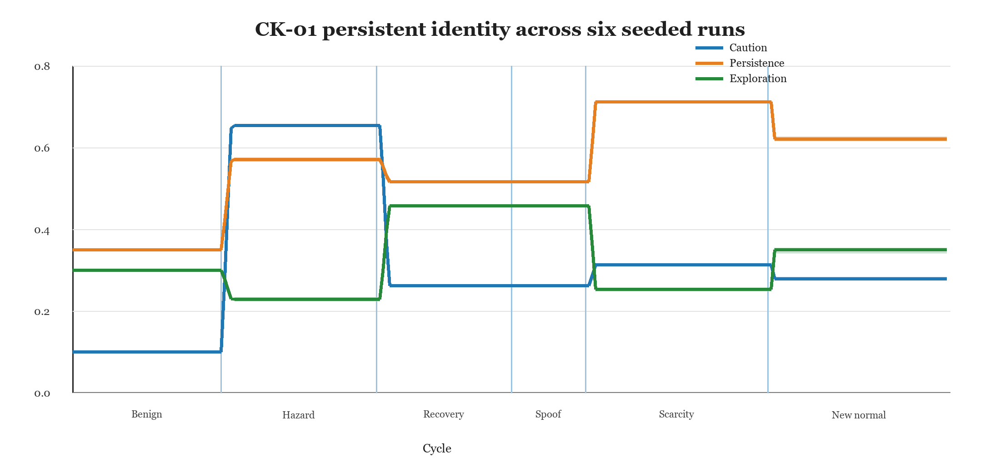 CK-01 persistent identity across six seeded runs
Caution
Persistence
Exploration
0.8
0.6
0.4
0.2
0.0
Benign
Hazard
Recovery
Spoof
Scarcity
New normal
Cycle